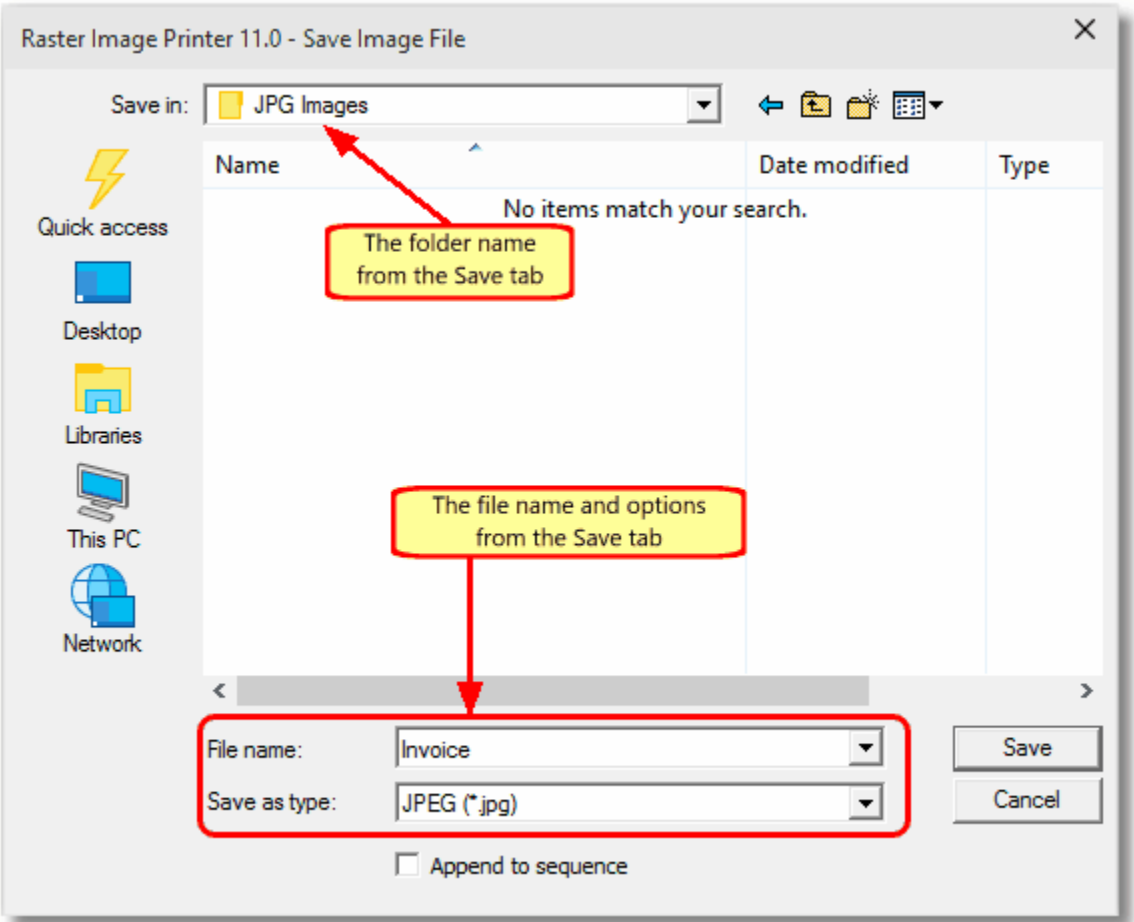 Raster Image Printer 11.0 - Save Image File
Save in: JPG Images
Name Date modified Type
No items match your search.
Quick access
The folder name
from the Save tab
Desktop
Libraries
The file name and options
from the Save tab
This PC
Network
File name: Invoice Save
Save as type: JPEG (*.jpg) Cancel
Append to sequence